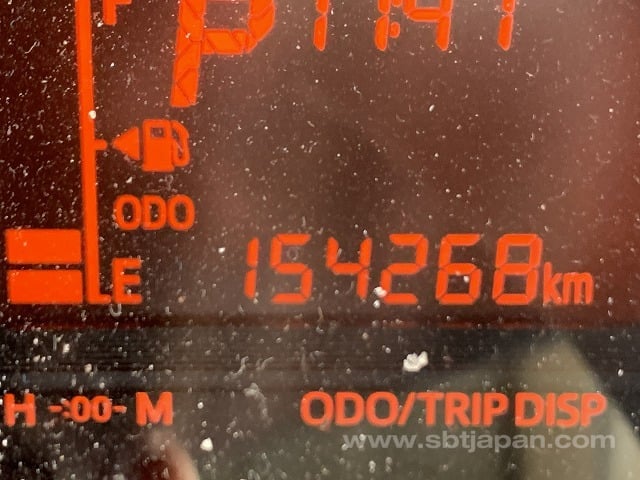 F
P 11:41
ODO
E 154268km
H -:00- M ODO/TRIP DISP
www.sbtjapan.com